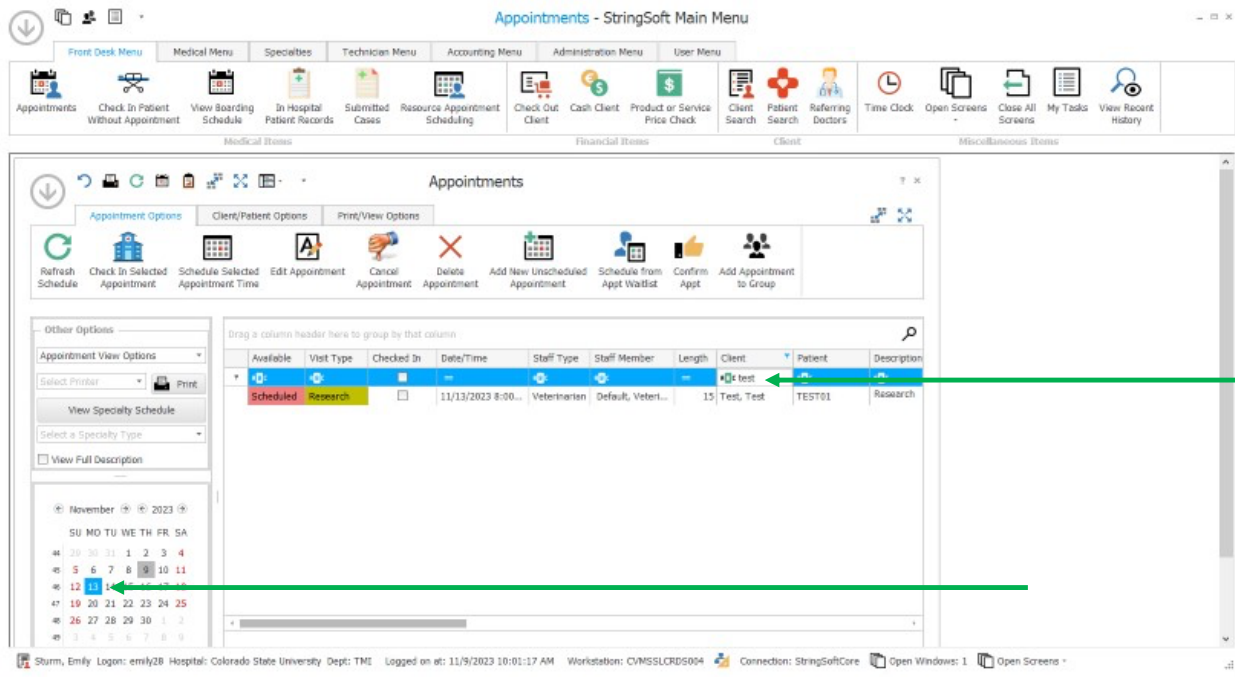 Appointments - StringSoft Main Menu
Front Desk Menu Medical Menu Specialties Technician Menu Accounting Menu Administration Menu User Menu
Appointments Check In Patient Without Appointment View Boarding Schedule In Hospital Patient Records Submitted Cases Resource Appointment Scheduling Check Out Client Cash Client Product or Service Price Check Client Search Patient Search Referring Doctors Time Clock Open Screens Close All Screens My Tasks View Recent History
Medical Items Financial Items Client Miscellaneous Items
Appointments
Appointment Options Client/Patient Options Print/View Options
Refresh Schedule Check In Selected Appointment Schedule Selected Appointment Time Edit Appointment Cancel Appointment Delete Appointment Add New Unscheduled Appointment Schedule from Appt Waitlist Confirm Appt Add Appointment to Group
Other Options
Appointment View Options
Select Printer Print
View Specialty Schedule
Select a Specialty Type
View Full Description
Drag a column header here to group by that column
Available Visit Type Checked In Date/Time Staff Type Staff Member Length Client Patient Description
test
Scheduled Research 11/13/2023 8:00... Veterinarian Default, Veteri... 15 Test, Test TEST01 Research
November 2023
SU MO TU WE TH FR SA
44 29 30 31 1 2 3 4
45 5 6 7 8 9 10 11
46 12 13
47 19 20 21 22 23 24 25
48 26 27 28 29 30 1 2
49 3 4 5 6 7 8 9
Sturm, Emily Logon: emily28 Hospital: Colorado State University Dept: TMI Logged on at: 11/9/2023 10:01:17 AM Workstation: CVMSSLCRDS004 Connection: StringSoftCore Open Windows: 1 Open Screens